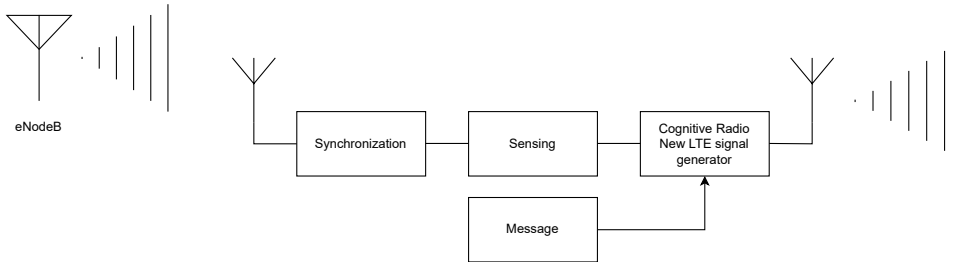 eNodeB
Synchronization
Sensing
Cognitive Radio
New LTE signal
generator
Message